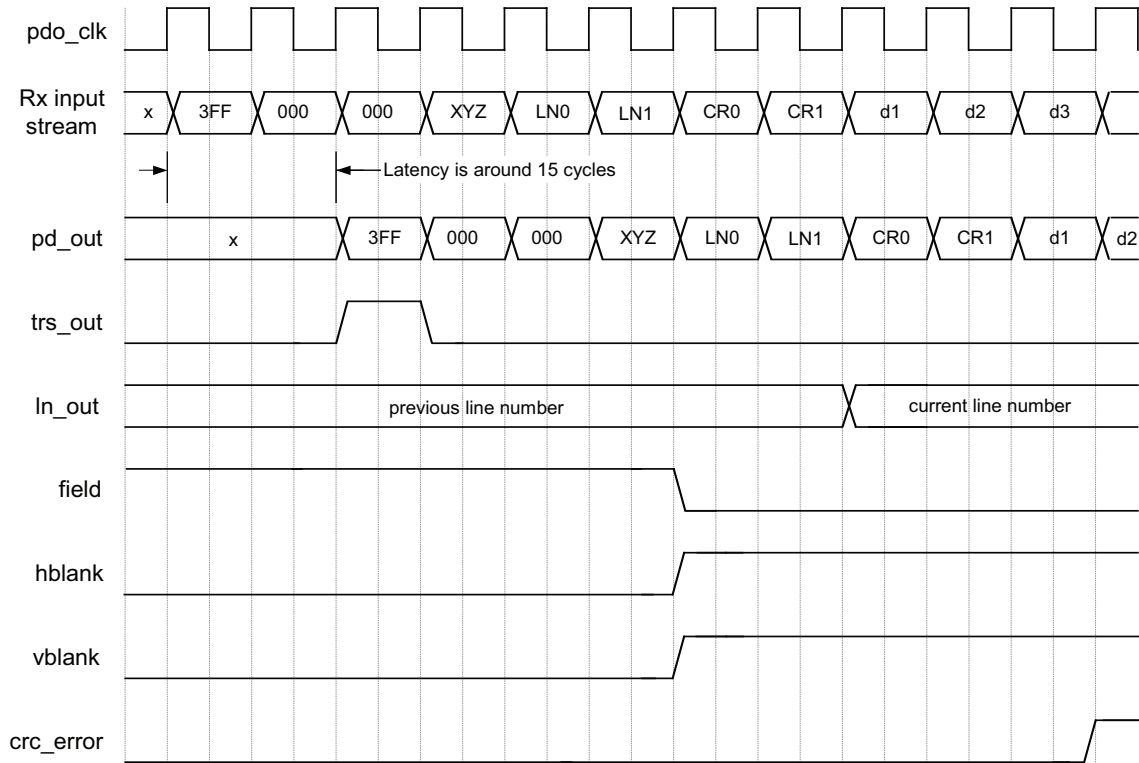 pdo_clk
Rx input
stream
x 3FF 000 000 XYZ LN0 LN1 CR0 CR1 d1 d2 d3
Latency is around 15 cycles
pd_out
x 3FF 000 000 XYZ LN0 LN1 CR0 CR1 d1 d2
trs_out
ln_out
previous line number current line number
field
hblank
vblank
crc_error